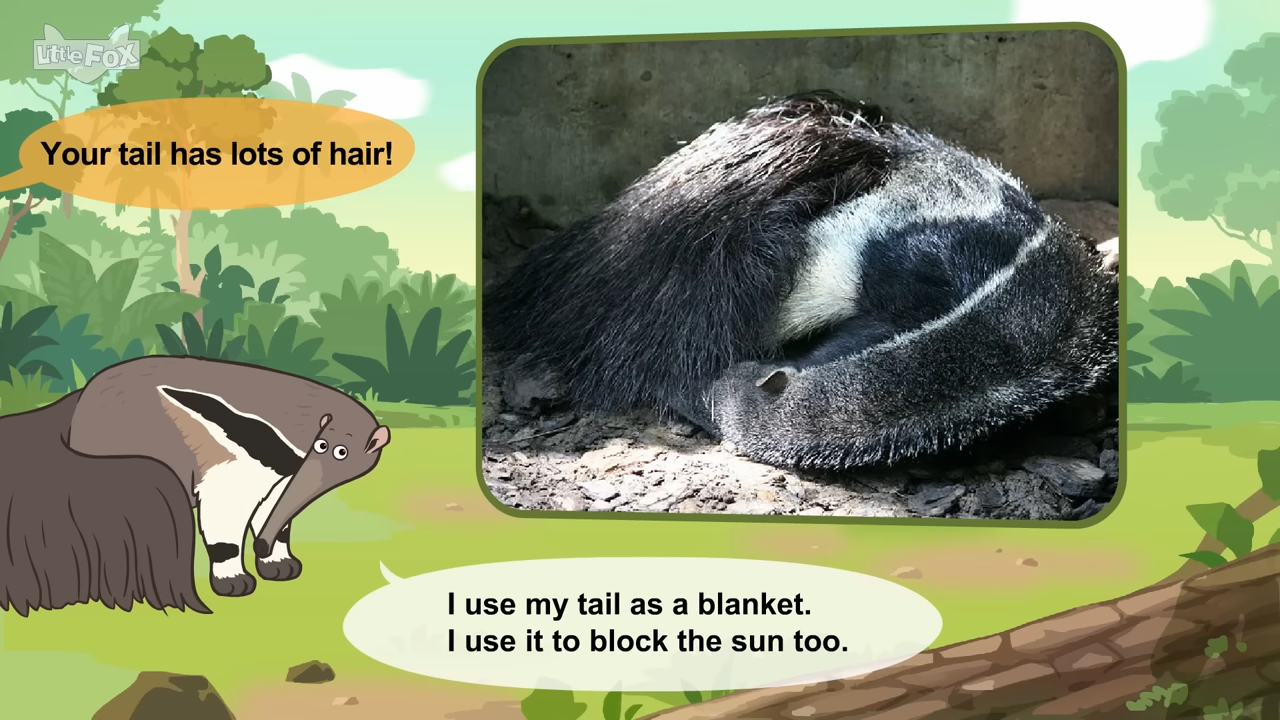 Little Fox
Your tail has lots of hair!
I use my tail as a blanket.
I use it to block the sun too.